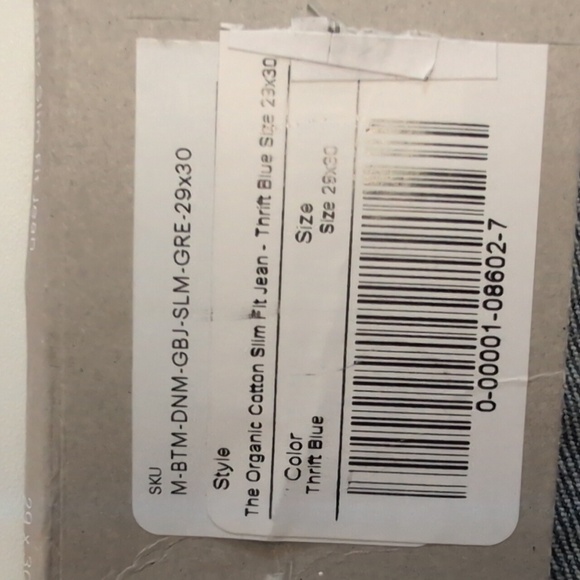 SKU
M-BTM-DNM-GBJ-SLM-GRE-29x30
Style
The Organic Cotton Slim Fit Jean - Thrift Blue Size 29x30
Color
Thrift Blue
Size
Size 29x30
0-00001-08602-7